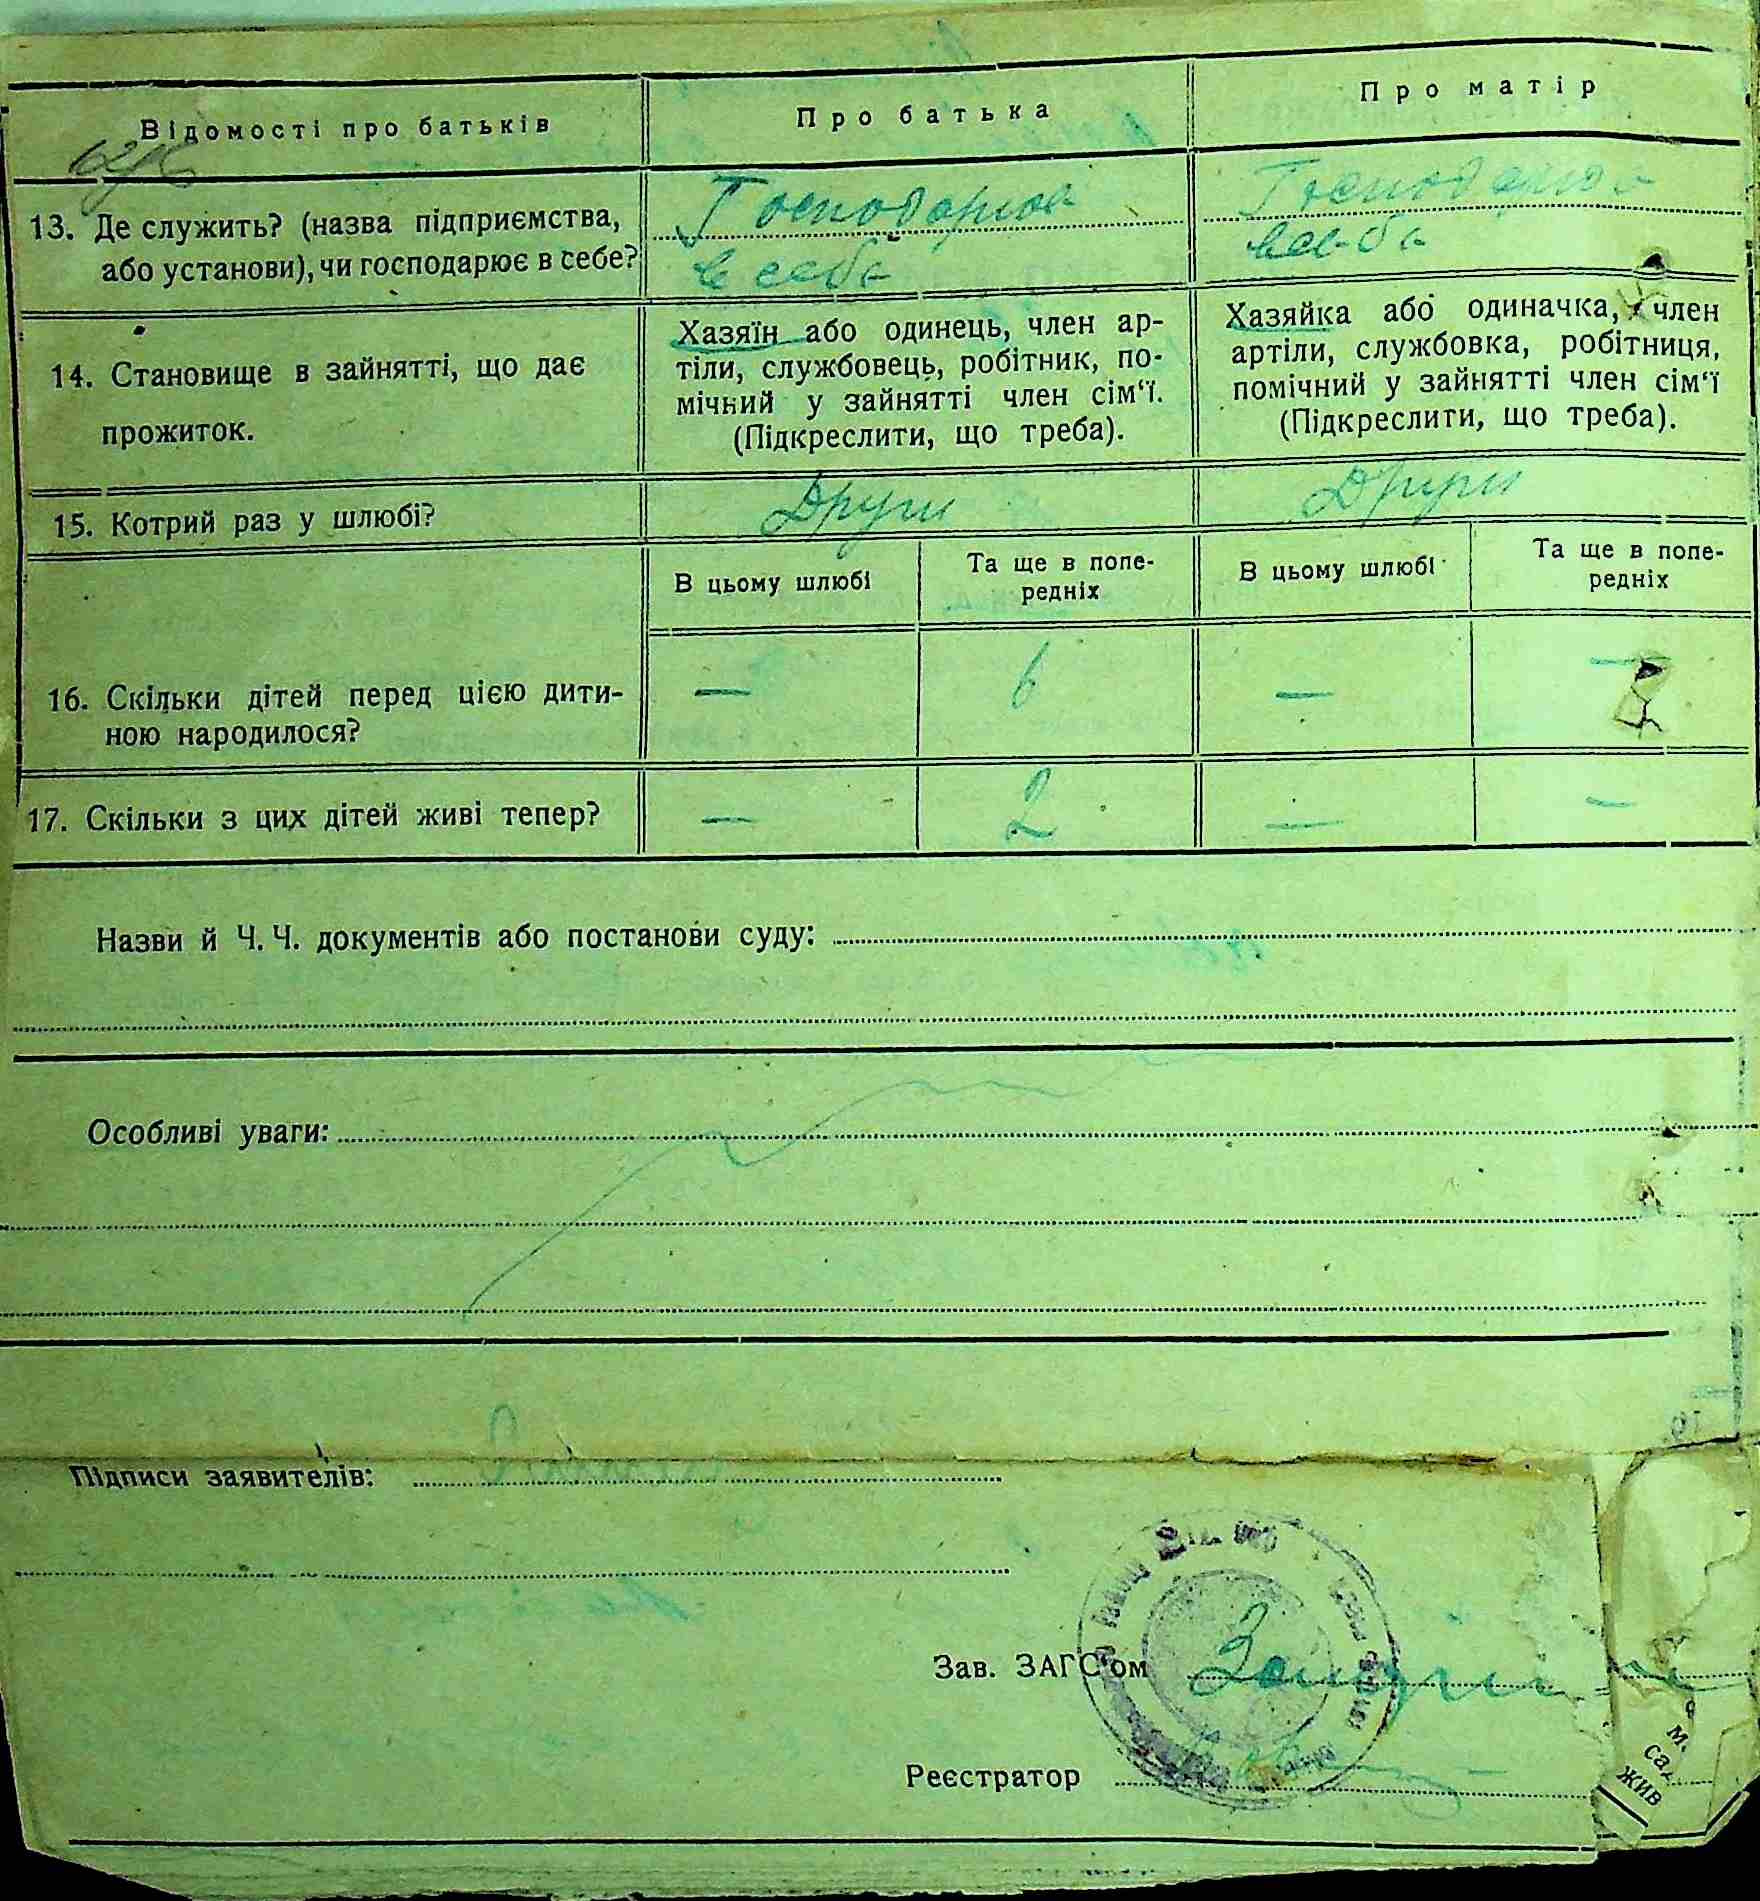 Відомості про батьків
Про батька
Про матір
13. Де служить? (назва підприємства,
або установи), чи господарює в себе?
Господарює
в себе
Господарює
в себе
14. Становище в зайнятті, що дає
прожиток.
Хазяїн або одинець, член ар-
тіли, службовець, робітник, по-
мічний у зайнятті член сім‘ї.
(Підкреслити, що треба).
Хазяйка або одиначка, член
артіли, службовка, робітниця,
помічний у зайнятті член сім‘ї
(Підкреслити, що треба).
15. Котрий раз у шлюбі?
Други
Други
В цьому шлюбі
Та ще в попе-
редніх
В цьому шлюбі
Та ще в попе-
редніх
16. Скільки дітей перед цією дити-
ною народилося?
— 6 — —
17. Скільки з цих дітей живі тепер?
— 2 — —
Назви й Ч. Ч. документів або постанови суду:
Особливі уваги:
Підписи заявителів:
Зав. ЗАГС‘ом
Реєстратор
жив